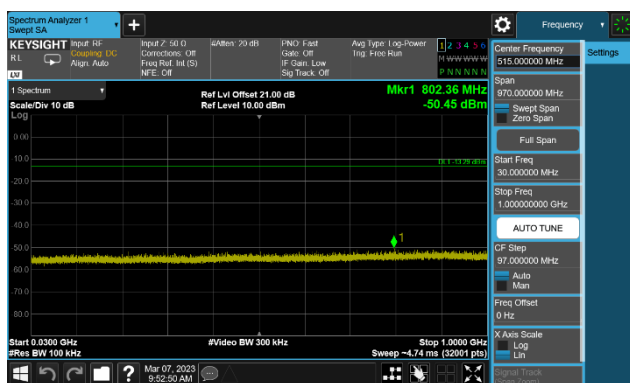 Spectrum Analyzer 1
Swept SA
Frequency
KEYSIGHT
Input: RF
Coupling: DC
Align: Auto
Input Z: 50 Ω
Corrections: Off
Freq Ref: Int (S)
NFE: Off
#Atten: 20 dB
PNO: Fast
Gate: Off
IF Gain: Low
Sig Track: Off
Avg Type: Log-Power
Trig: Free Run
1 2 3 4 5 6
M W W W W W
P N N N N N
R L
LXI
Center Frequency
515.000000 MHz
Settings
1 Spectrum
Scale/Div 10 dB
Ref Lvl Offset 21.00 dB
Ref Level 10.00 dBm
Mkr1 802.36 MHz
-50.45 dBm
Log
Span
970.000000 MHz
Swept Span
Zero Span
Full Span
Start Freq
30.000000 MHz
Stop Freq
1.000000000 GHz
AUTO TUNE
CF Step
97.000000 MHz
Auto
Man
Freq Offset
0 Hz
X Axis Scale
Log
Lin
Signal Track
0.00
-10.0
DL1 -13.29 dBm
-20.0
-30.0
-40.0
-50.0
1
-60.0
-70.0
-80.0
Start 0.0300 GHz
#Res BW 100 kHz
#Video BW 300 kHz
Stop 1.0000 GHz
Sweep ~4.74 ms (32001 pts)
?
Mar 07, 2023
9:52:50 AM